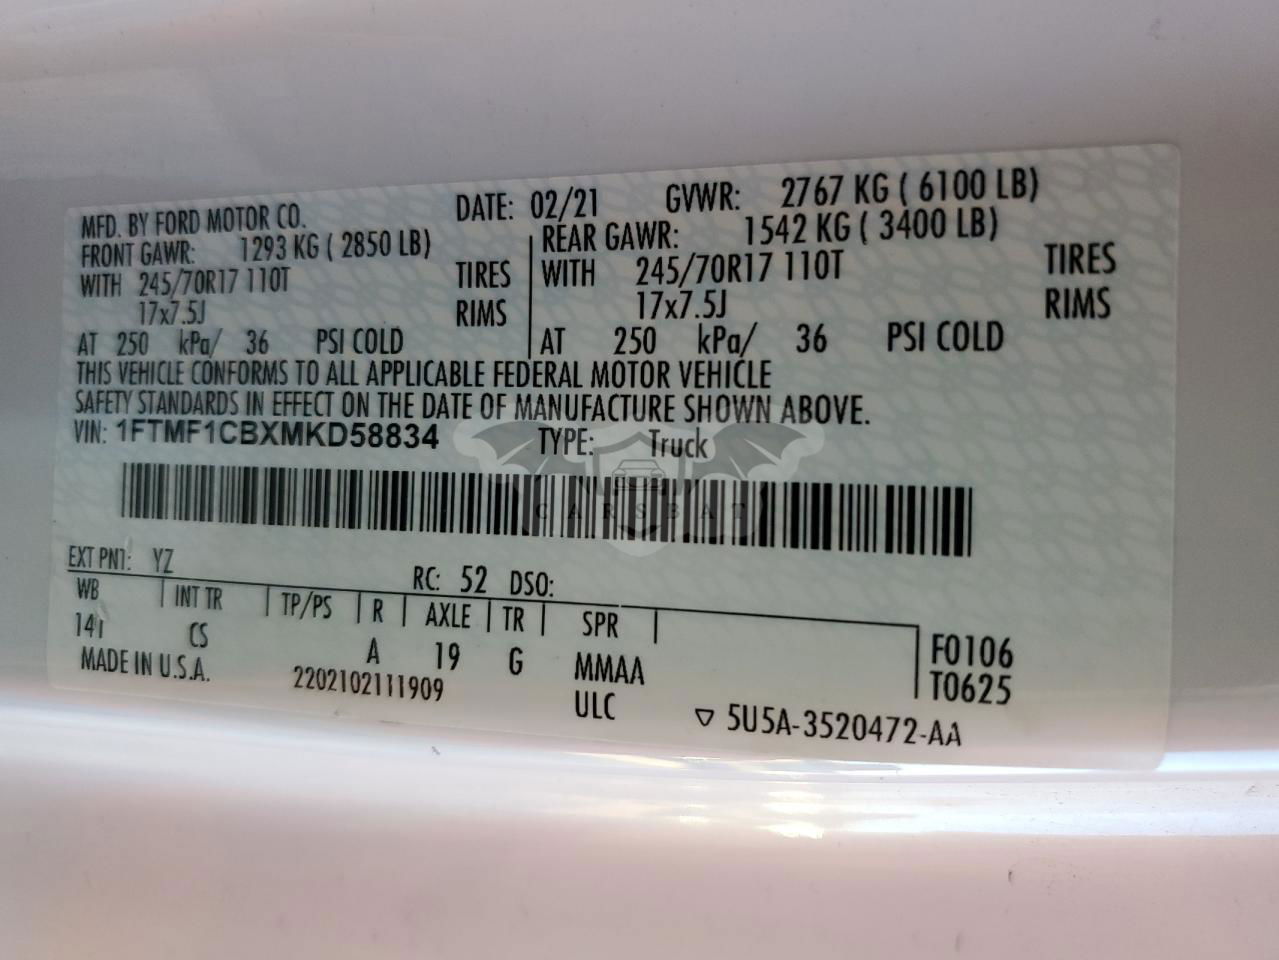 MFD. BY FORD MOTOR CO. DATE: 02/21 GVWR: 2767 KG ( 6100 LB)
FRONT GAWR: 1293 KG ( 2850 LB) REAR GAWR: 1542 KG ( 3400 LB)
WITH 245/70R17 110T TIRES WITH 245/70R17 110T TIRES
17x7.5J RIMS 17x7.5J RIMS
AT 250 kPa/ 36 PSI COLD AT 250 kPa/ 36 PSI COLD
THIS VEHICLE CONFORMS TO ALL APPLICABLE FEDERAL MOTOR VEHICLE
SAFETY STANDARDS IN EFFECT ON THE DATE OF MANUFACTURE SHOWN ABOVE.
VIN: 1FTMF1CBXMKD58834 TYPE: Truck
CARSBAT
EXT PNT: YZ RC: 52 DSO:
WB INT TR TP/PS R AXLE TR SPR
141 CS A 19 G MMAA F0106
MADE IN U.S.A. 2202102111909 ULC T0625
5U5A-3520472-AA